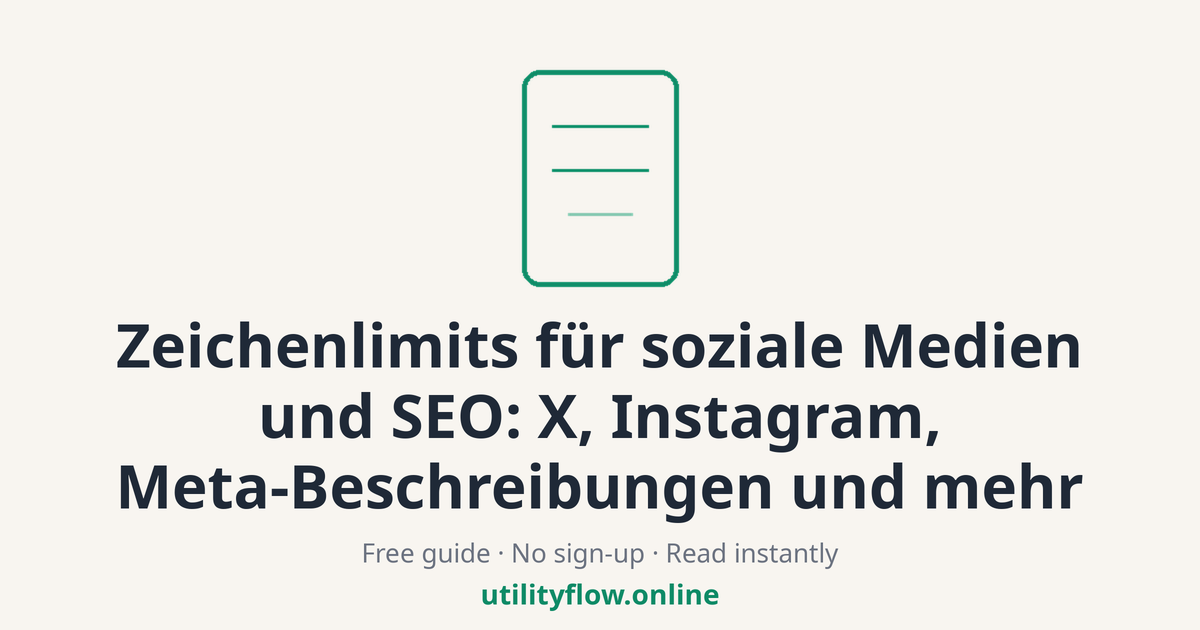 Zeichenlimits für soziale Medien
und SEO: X, Instagram,
Meta-Beschreibungen und mehr
Free guide · No sign-up · Read instantly
utilityflow.online